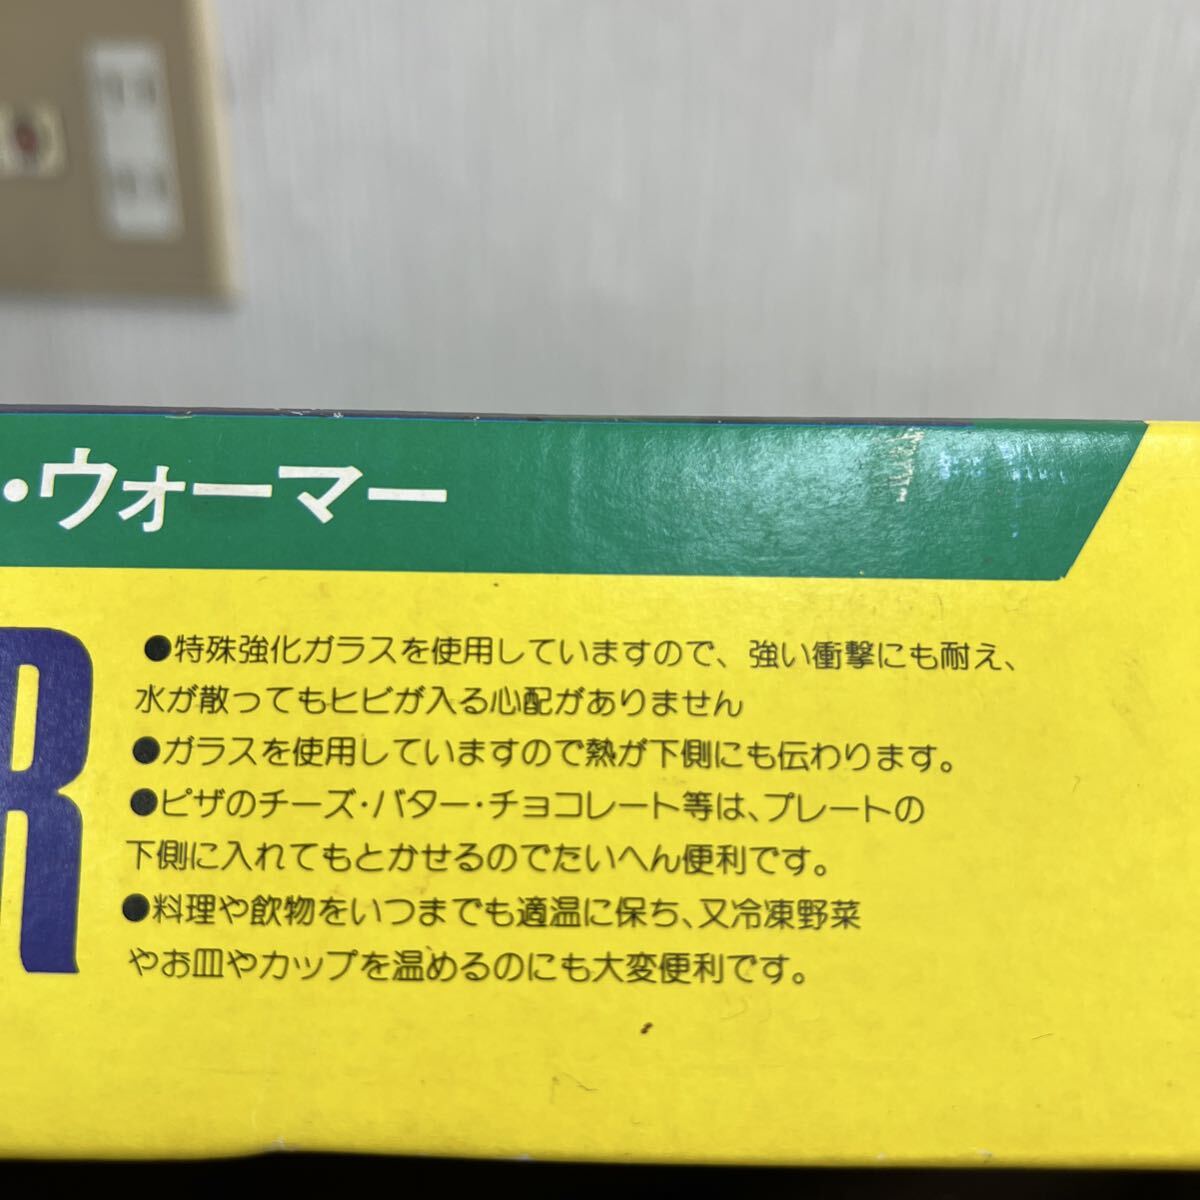 ・ウォーマー
R
●特殊強化ガラスを使用していますので、強い衝撃にも耐え、
水が散ってもヒビが入る心配がありません
●ガラスを使用していますので熱が下側にも伝わります。
●ピザのチーズ・バター・チョコレート等は、プレートの
下側に入れてもとかせるのでたいへん便利です。
●料理や飲物をいつまでも適温に保ち、又冷凍野菜
やお皿やカップを温めるのにも大変便利です。